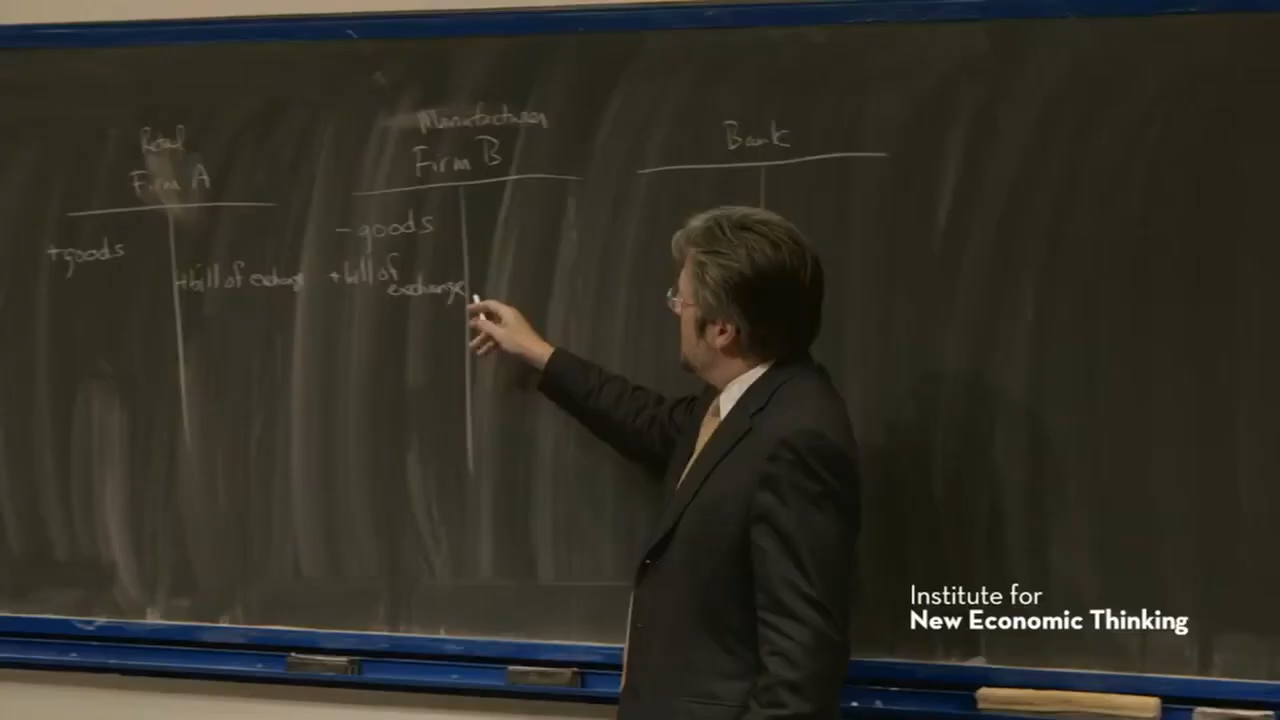 Retail
Firm A
+goods
+bill of exchange
Manufacturer
Firm B
-goods
+bill of
exchange
Bank
Institute for
New Economic Thinking